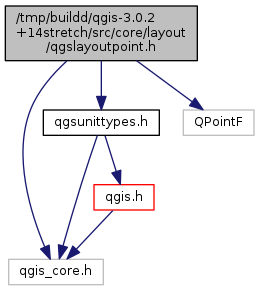 /tmp/buildd/qgis-3.0.2
+14stretch/src/core/layout
/qgslayoutpoint.h
qgsunittypes.h
QPointF
qgis.h
qgis_core.h